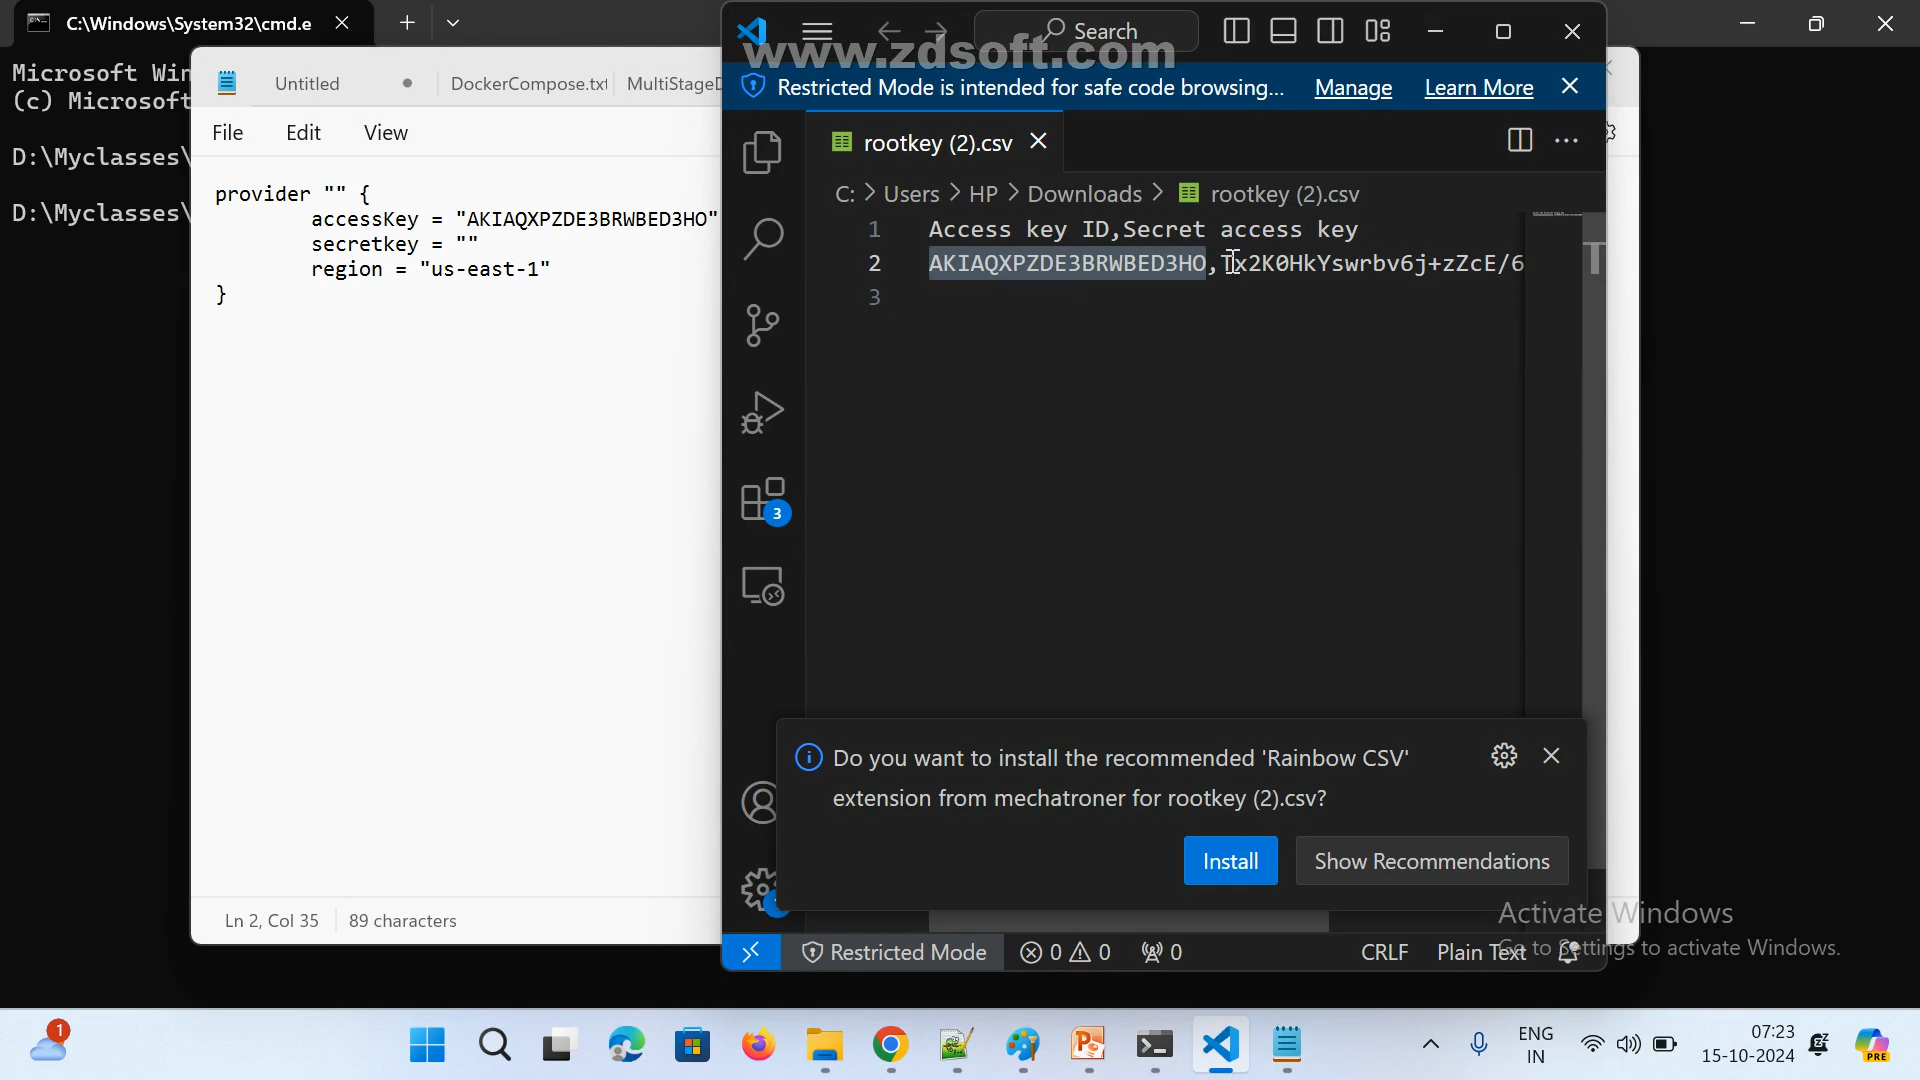 C:\Windows\System32\cmd.e
Microsoft Win
(c) Microsoft
D:\Myclasses\
D:\Myclasses\
Untitled
DockerCompose.txt
MultiStageD
File
Edit
View
provider "" {
accessKey = "AKIAQXPZDE3BRWBED3HO"
secretkey = ""
region = "us-east-1"
}
Ln 2, Col 35
89 characters
Search
www.zdsoft.com
Restricted Mode is intended for safe code browsing...
Manage
Learn More
rootkey (2).csv
C: > Users > HP > Downloads > rootkey (2).csv
1 Access key ID,Secret access key
2 AKIAQXPZDE3BRWBED3HO,Tx2K0HkYswrbv6j+zZcE/6
3
3
Do you want to install the recommended 'Rainbow CSV'
extension from mechatroner for rootkey (2).csv?
Install
Show Recommendations
Restricted Mode
0
0
0
CRLF
Plain Text
Activate Windows
Go to Settings to activate Windows.
1
ENG
IN
07:23
15-10-2024
PRE